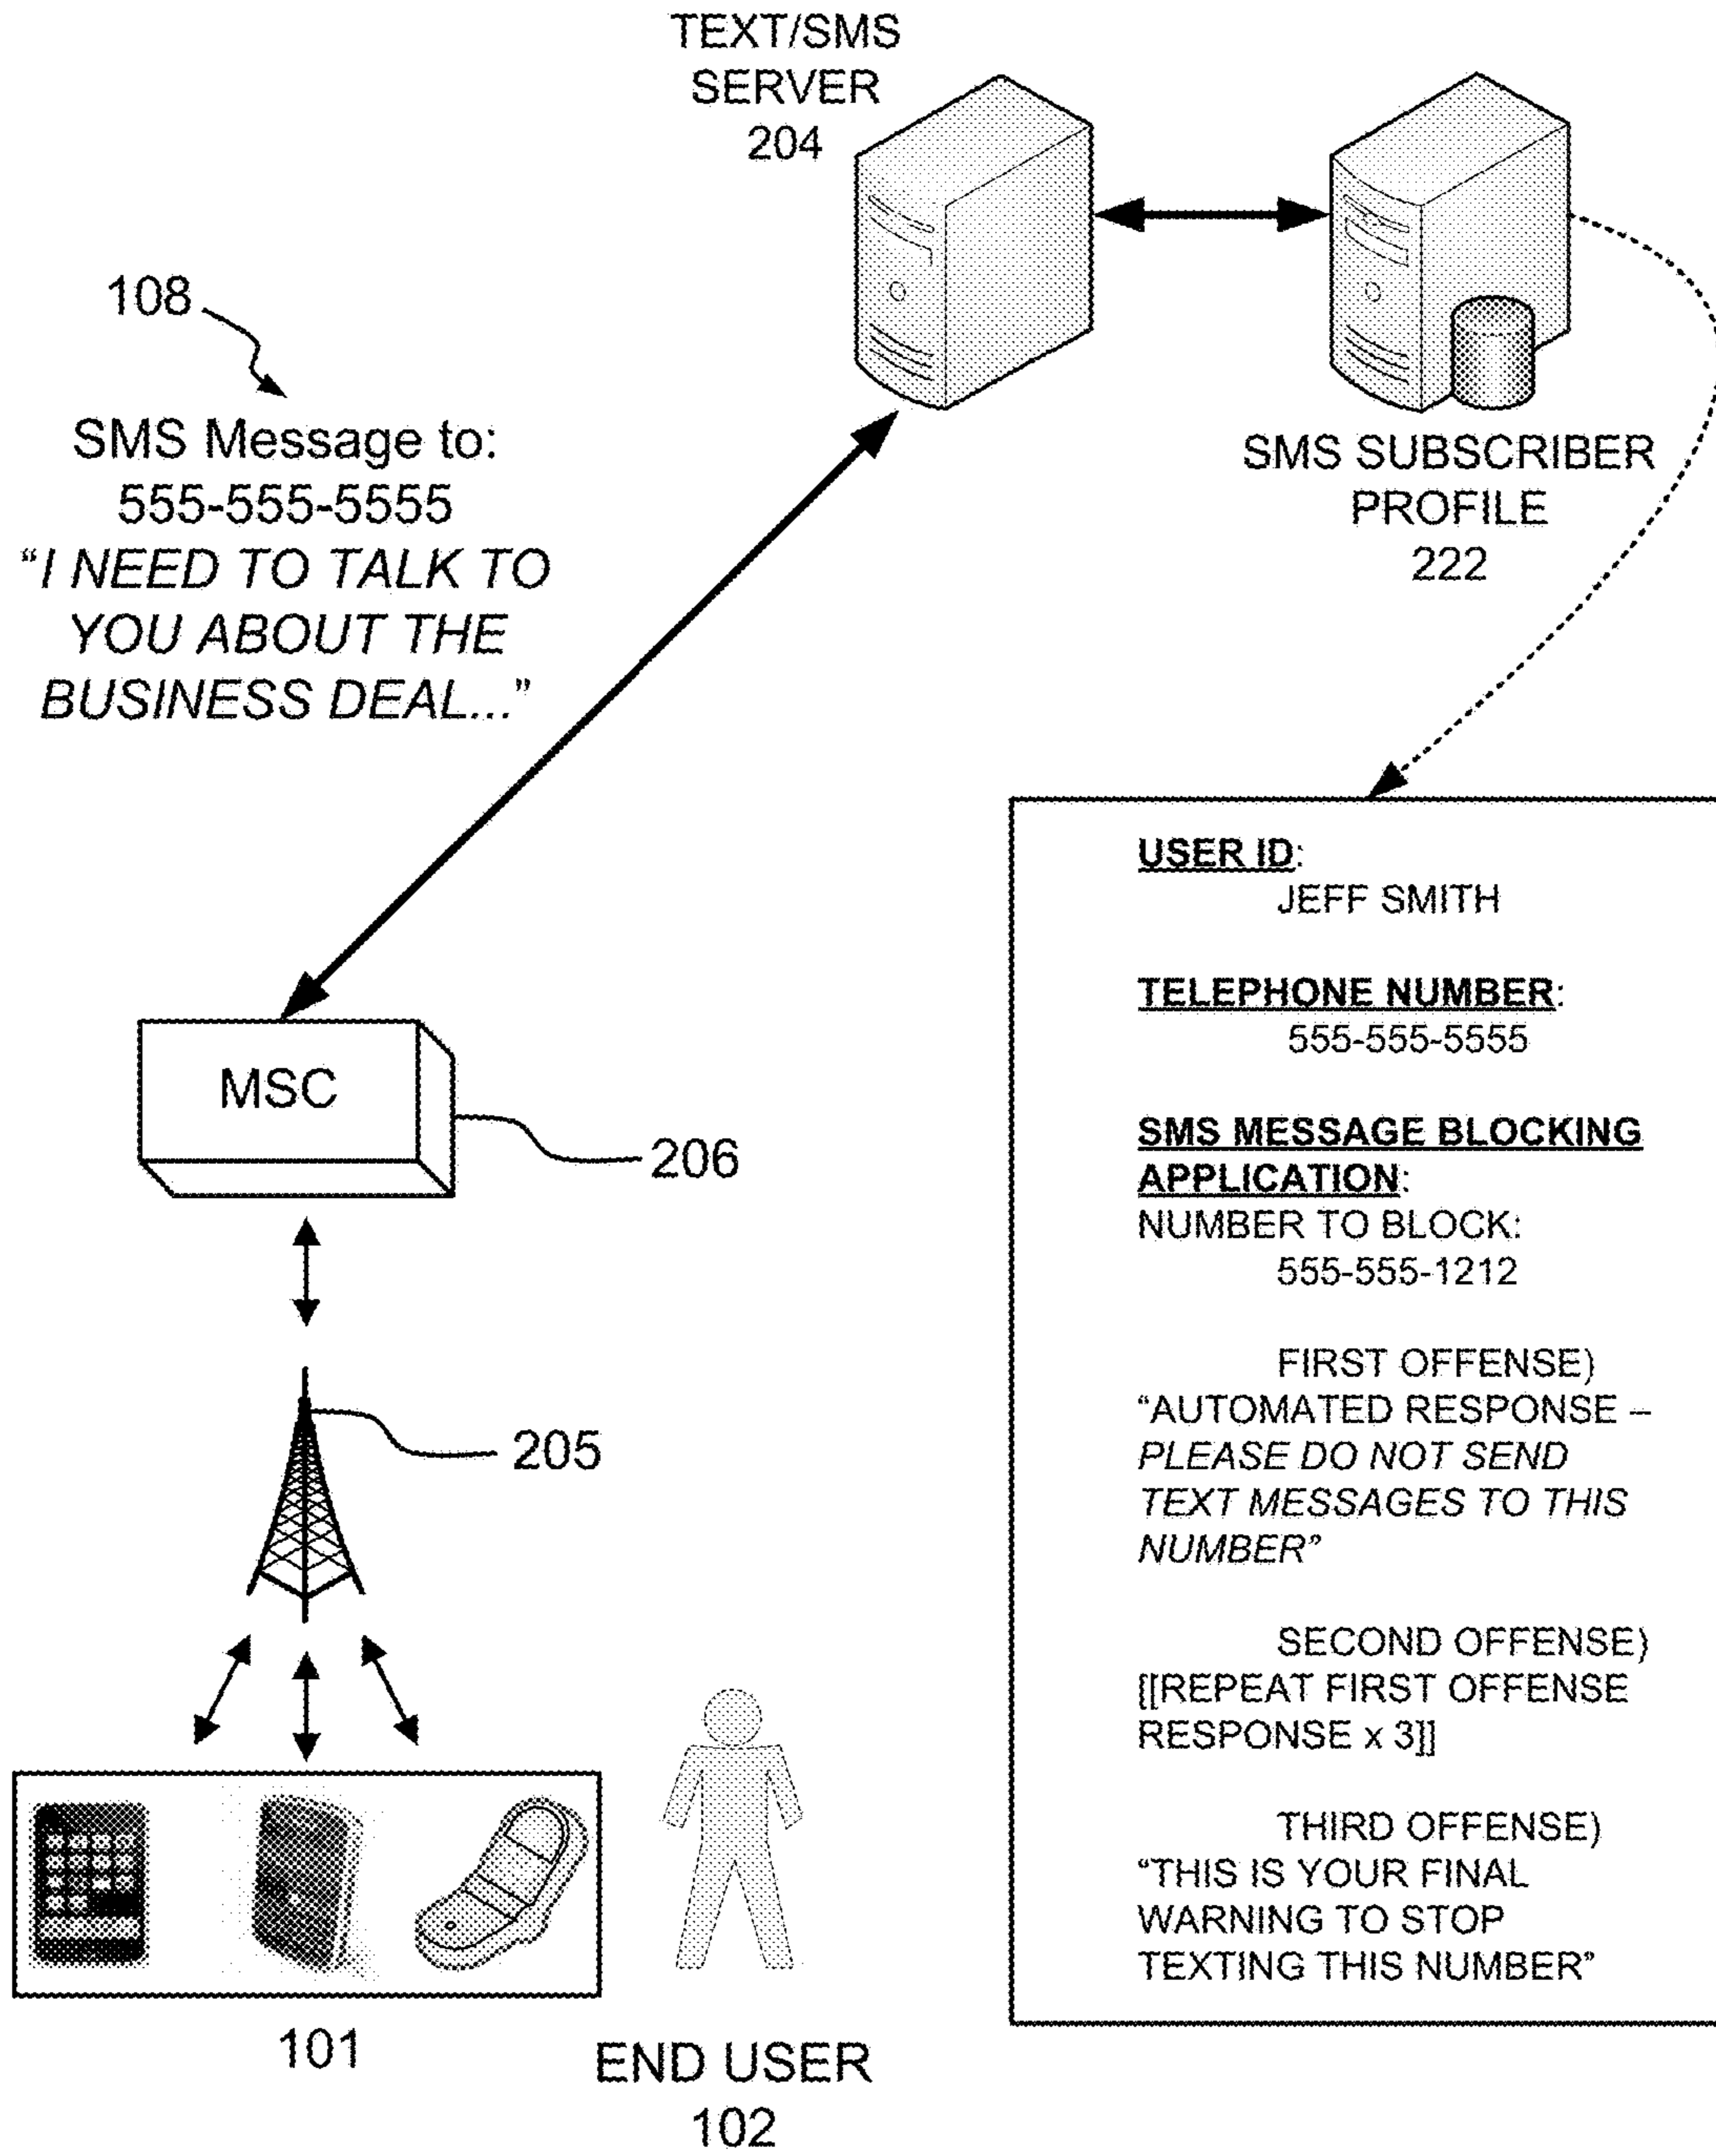 TEXT/SMS
SERVER
204
108
SMS Message to:
555-555-5555
“I NEED TO TALK TO
YOU ABOUT THE
BUSINESS DEAL...”
SMS SUBSCRIBER
PROFILE
222
MSC
206
205
101
END USER
102
USER ID:
JEFF SMITH
TELEPHONE NUMBER:
555-555-5555
SMS MESSAGE BLOCKING
APPLICATION:
NUMBER TO BLOCK:
555-555-1212
FIRST OFFENSE)
“AUTOMATED RESPONSE –
PLEASE DO NOT SEND
TEXT MESSAGES TO THIS
NUMBER”
SECOND OFFENSE)
[[REPEAT FIRST OFFENSE
RESPONSE x 3]]
THIRD OFFENSE)
“THIS IS YOUR FINAL
WARNING TO STOP
TEXTING THIS NUMBER”